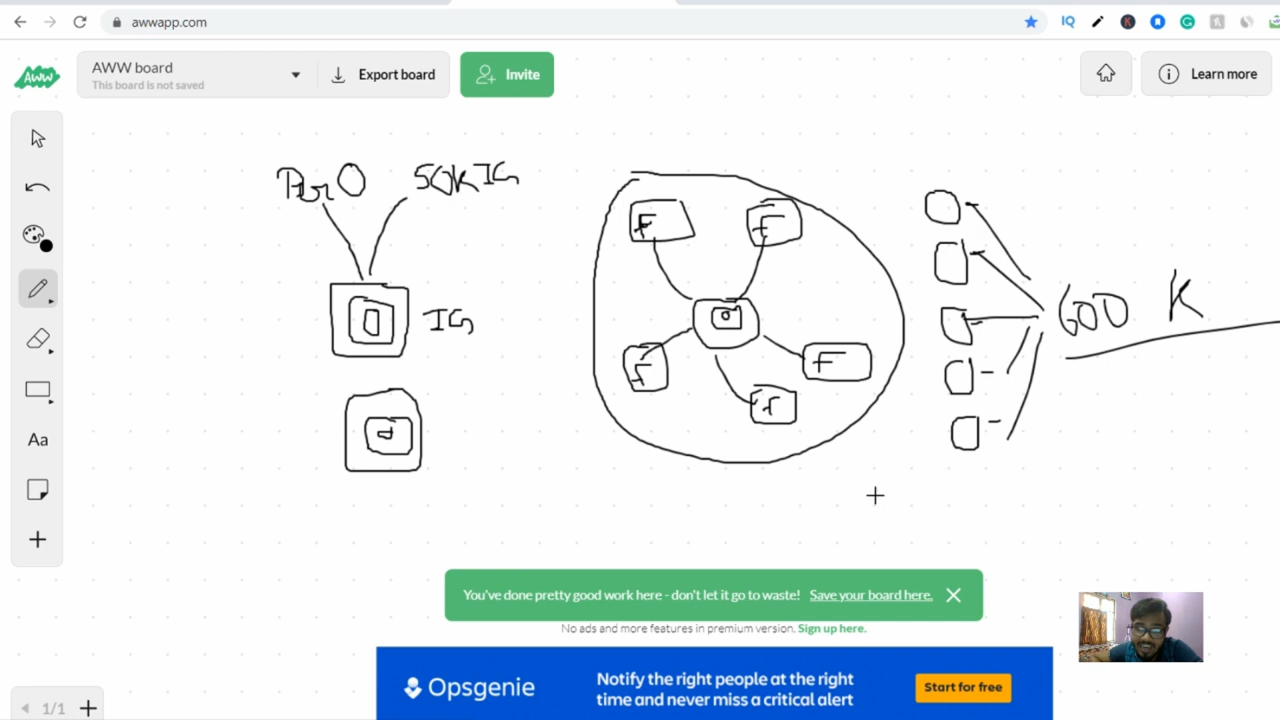 awwapp.com
IQ
K
AWW
AWW board
This board is not saved
Export board
Invite
Learn more
50K IG
F
F
IG
600 K
F
F
Aa
You've done pretty good work here - don't let it go to waste! Save your board here.
No ads and more features in premium version. Sign up here.
Opsgenie
Notify the right people at the right
time and never miss a critical alert
Start for free
1/1